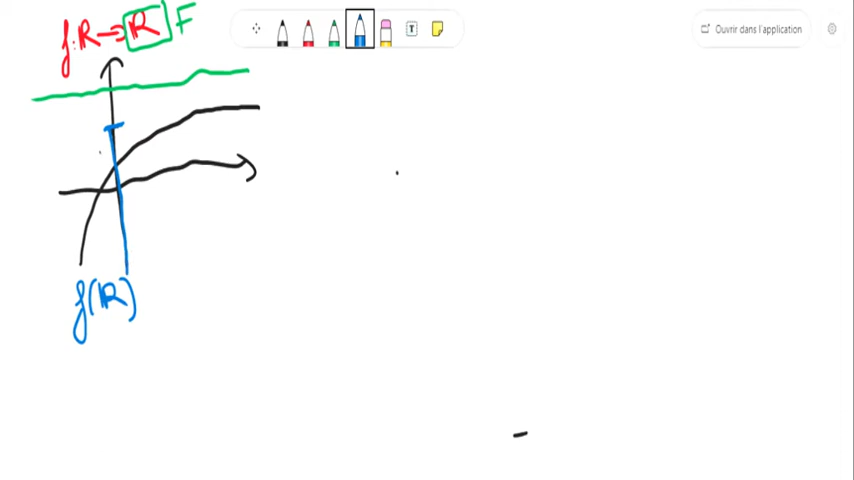 f: R → R F
T
Ouvrir dans l'application
f(R)